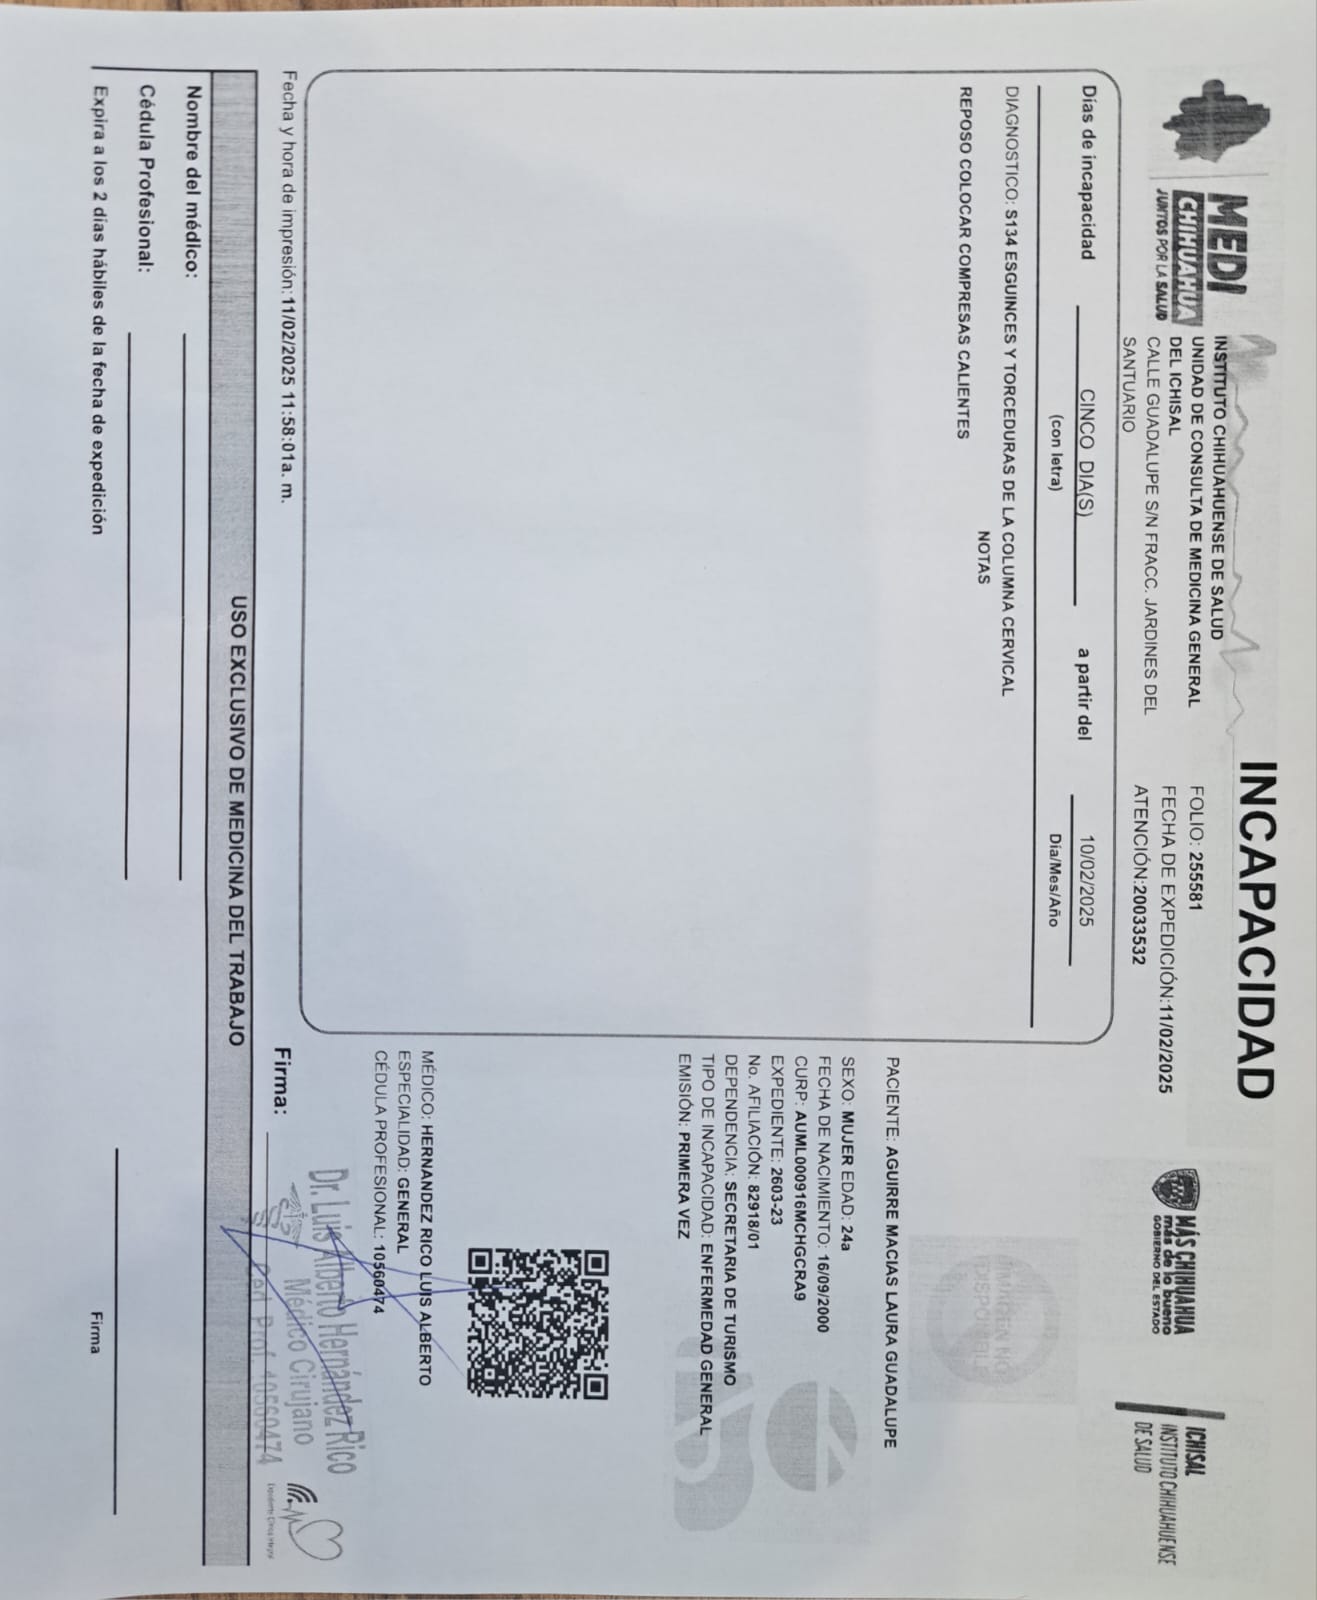 INCAPACIDAD
MEDI
CHIHUAHUA
JUNTOS POR LA SALUD
INSTITUTO CHIHUAHUENSE DE SALUD
UNIDAD DE CONSULTA DE MEDICINA GENERAL
DEL ICHISAL
CALLE GUADALUPE S/N FRACC. JARDINES DEL
SANTUARIO
FOLIO: 255581
FECHA DE EXPEDICIÓN:11/02/2025
ATENCIÓN:20033532
MÁS CHIHUAHUA
más de lo bueno
GOBIERNO DEL ESTADO
ICHISAL
INSTITUTO CHIHUAHUENSE
DE SALUD
Días de incapacidad CINCO DIA(S) a partir del 10/02/2025
(con letra) Día/Mes/Año
DIAGNOSTICO: S134 ESGUINCES Y TORCEDURAS DE LA COLUMNA CERVICAL
NOTAS
REPOSO COLOCAR COMPRESAS CALIENTES
IMAGEN NO
DISPONIBLE
PACIENTE: AGUIRRE MACIAS LAURA GUADALUPE
SEXO: MUJER EDAD: 24a
FECHA DE NACIMIENTO: 16/09/2000
CURP: AUML000916MCHGCRA9
EXPEDIENTE: 2603-23
No. AFILIACIÓN: 82918/01
DEPENDENCIA: SECRETARIA DE TURISMO
TIPO DE INCAPACIDAD: ENFERMEDAD GENERAL
EMISIÓN: PRIMERA VEZ
MÉDICO: HERNANDEZ RICO LUIS ALBERTO
ESPECIALIDAD: GENERAL
CÉDULA PROFESIONAL: 10560474
Dr. Luis Alberto Hernández Rico
Médico Cirujano
Ced. Prof. 10560474
Fecha y hora de impresión:11/02/2025 11:58:01a. m.
Firma:
USO EXCLUSIVO DE MEDICINA DEL TRABAJO
Nombre del médico:
Cédula Profesional:
Expira a los 2 días hábiles de la fecha de expedición
Firma